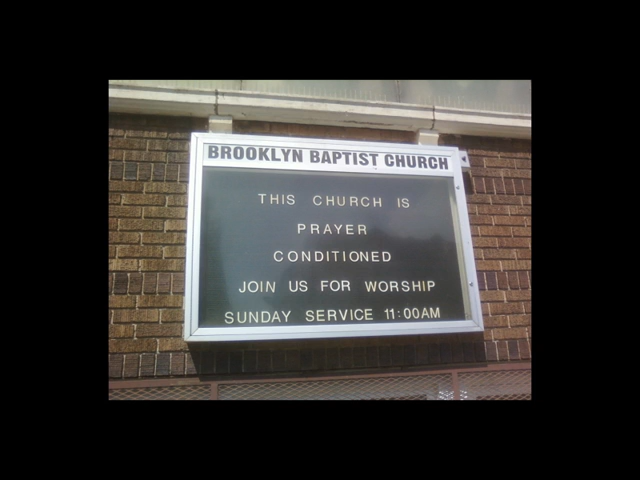 BROOKLYN BAPTIST CHURCH
THIS CHURCH IS
PRAYER
CONDITIONED
JOIN US FOR WORSHIP
SUNDAY SERVICE 11:00AM